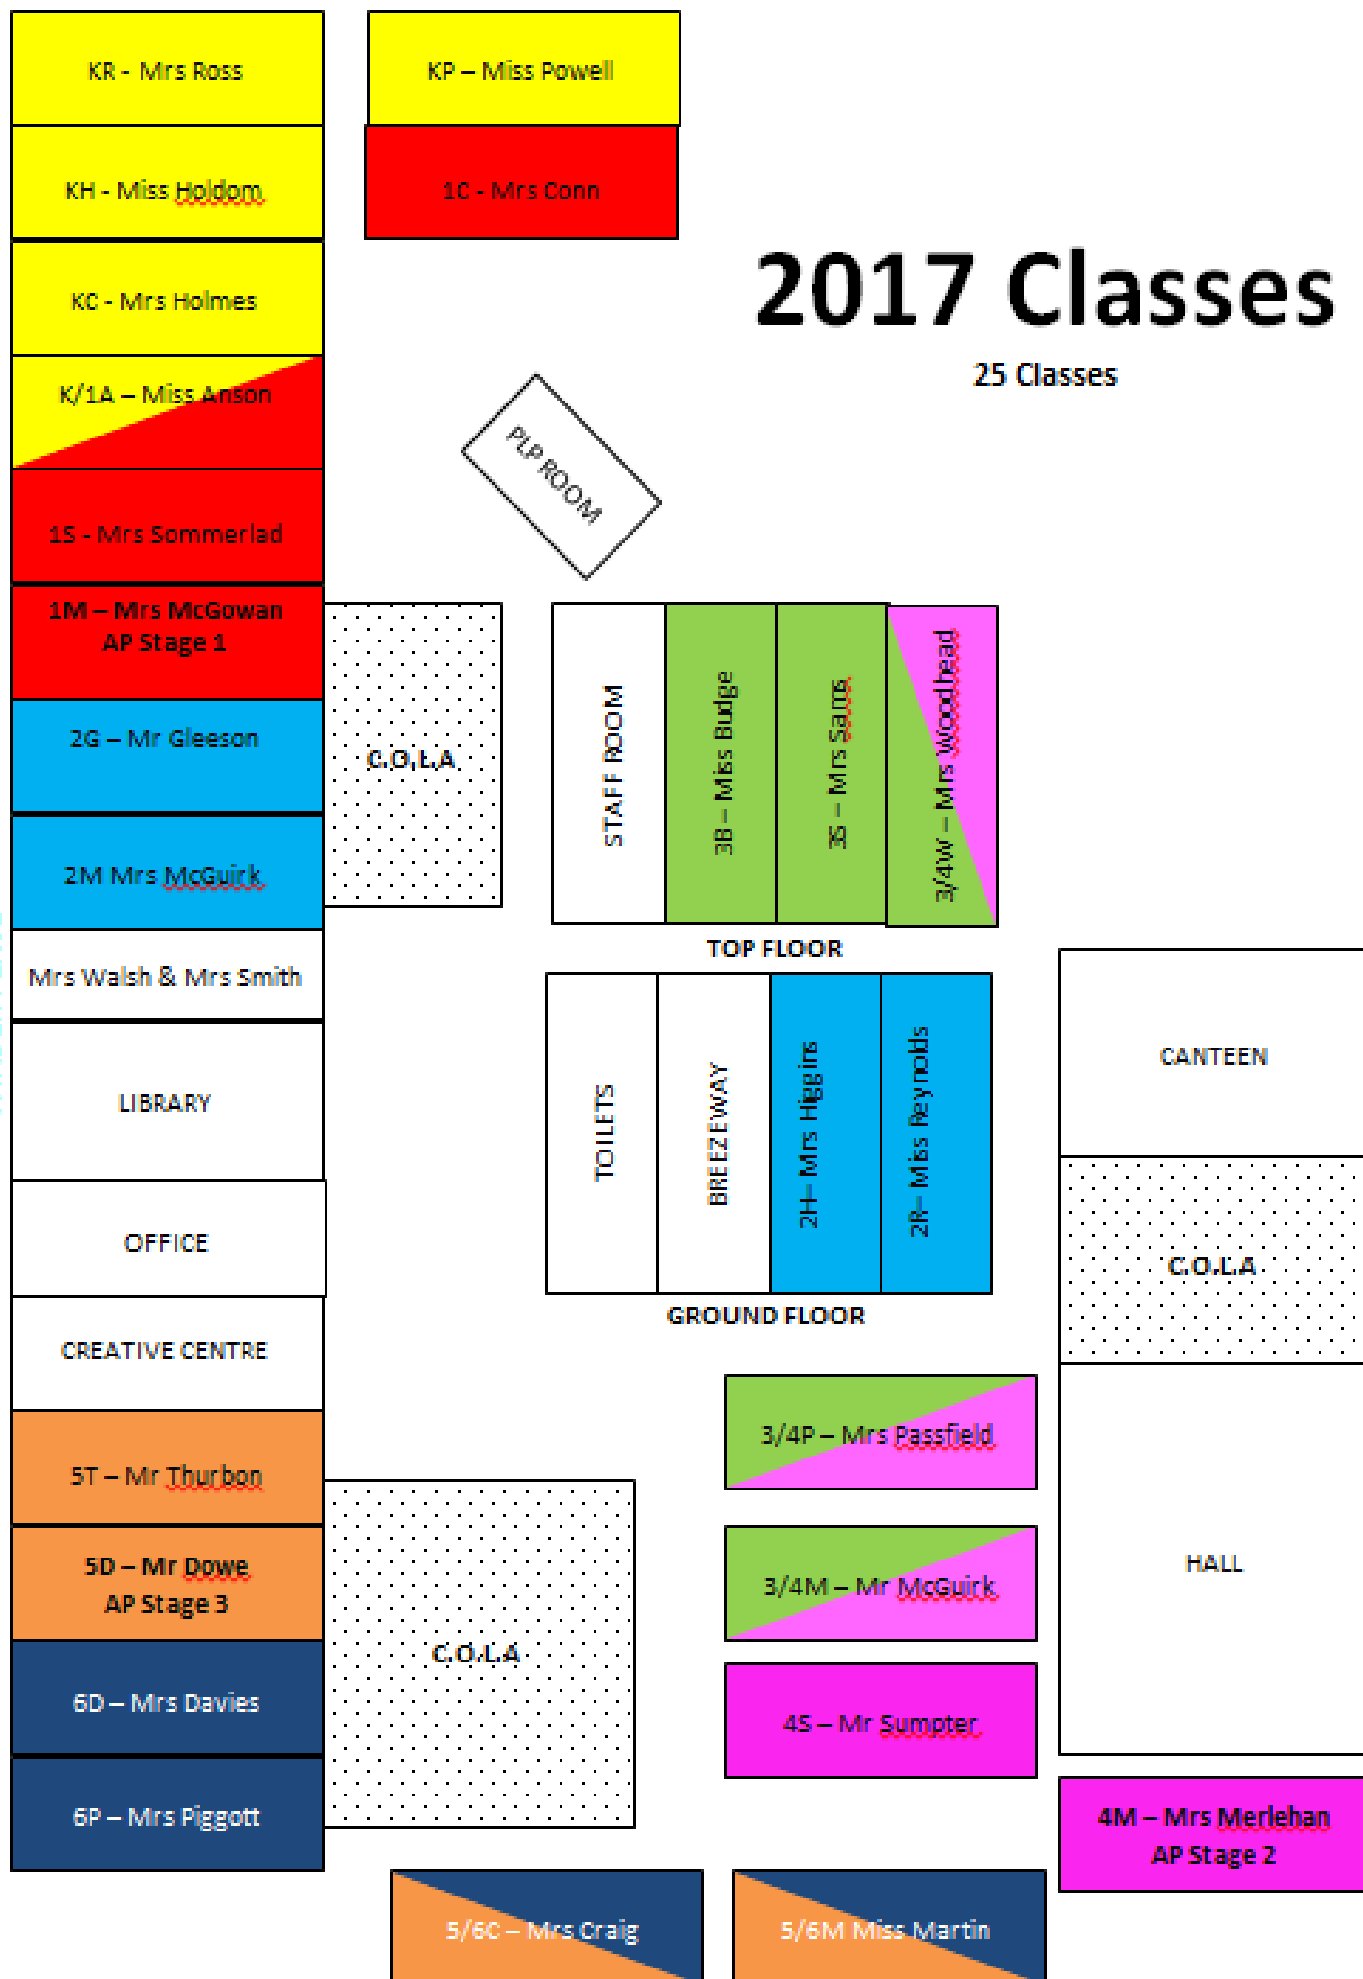 KR - Mrs Ross
KP – Miss Powell
KH - Miss Holdom
1C - Mrs Conn
2017 Classes
25 Classes
KC - Mrs Holmes
K/1A – Miss Anson
PLP ROOM
1S - Mrs Sommerlad
1M – Mrs McGowan
AP Stage 1
2G – Mr Gleeson
2M Mrs McGuirk
C.O.L.A
STAFF ROOM
3B – Miss Budge
3S – Mrs Sams
3/4W – Mrs Woodhead
TOP FLOOR
Mrs Walsh & Mrs Smith
LIBRARY
OFFICE
CREATIVE CENTRE
TOILETS
BREEZEWAY
2H– Mrs Higgins
2R– Miss Reynolds
GROUND FLOOR
CANTEEN
C.O.L.A
HALL
5T – Mr Thurbon
5D – Mr Dowe
AP Stage 3
6D – Mrs Davies
6P – Mrs Piggott
C.O.L.A
3/4P – Mrs Passfield
3/4M – Mr McGuirk
4S – Mr Sumpter
4M – Mrs Merlehan
AP Stage 2
5/6C – Mrs Craig
5/6M Miss Martin